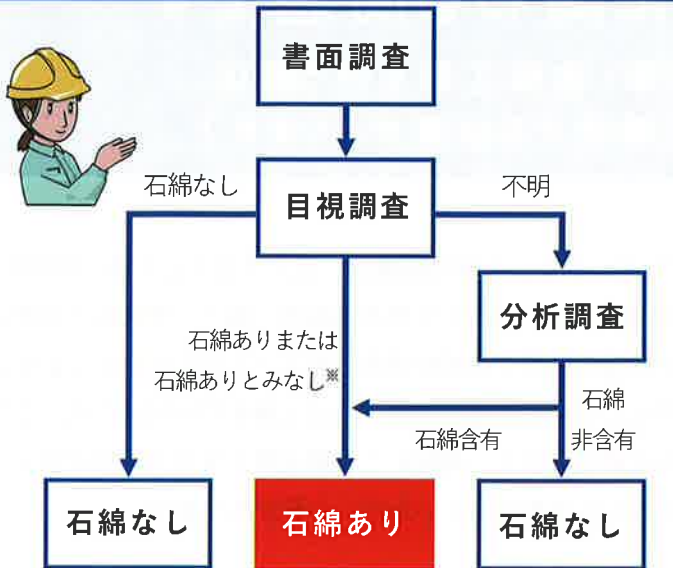 書面調査
石綿なし
目視調査
不明
分析調査
石綿ありまたは
石綿ありとみなし※
石綿
石綿含有
非含有
石綿なし
石綿あり
石綿なし